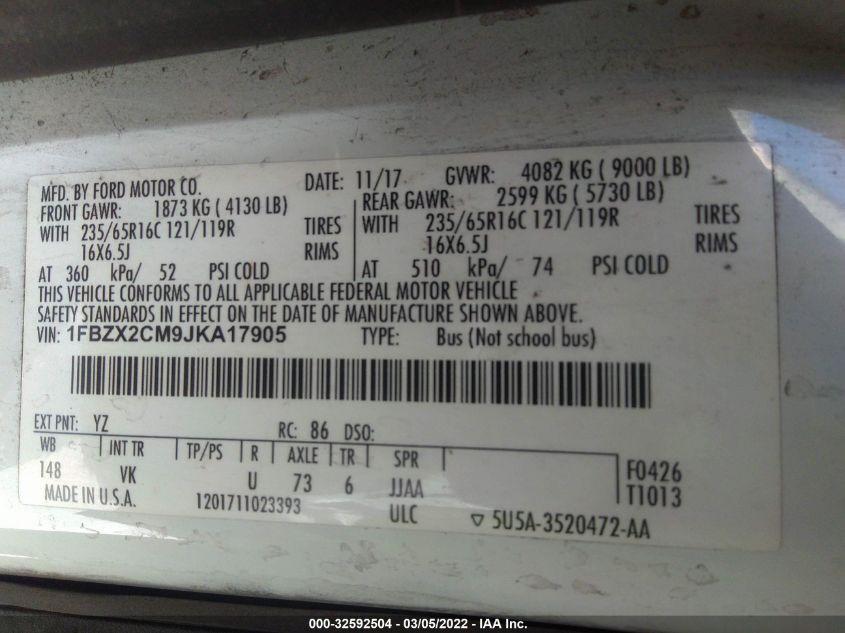 MFD. BY FORD MOTOR CO.
DATE: 11/17 GVWR: 4082 KG ( 9000 LB)
FRONT GAWR: 1873 KG ( 4130 LB)
WITH 235/65R16C 121/119R TIRES
16X6.5J RIMS
AT 360 kPa/ 52 PSI COLD
REAR GAWR: 2599 KG ( 5730 LB)
WITH 235/65R16C 121/119R TIRES
16X6.5J RIMS
AT 510 kPa/ 74 PSI COLD
THIS VEHICLE CONFORMS TO ALL APPLICABLE FEDERAL MOTOR VEHICLE
SAFETY STANDARDS IN EFFECT ON THE DATE OF MANUFACTURE SHOWN ABOVE.
VIN: 1FBZX2CM9JKA17905 TYPE: Bus (Not school bus)
EXT PNT: YZ RC: 86 DSO:
WB INT TR TP/PS R AXLE TR SPR
148 VK U 73 6 JJAA F0426
MADE IN U.S.A. 1201711023393 ULC T1013
▽ 5U5A-3520472-AA
000-32592504 - 03/05/2022 - IAA Inc.